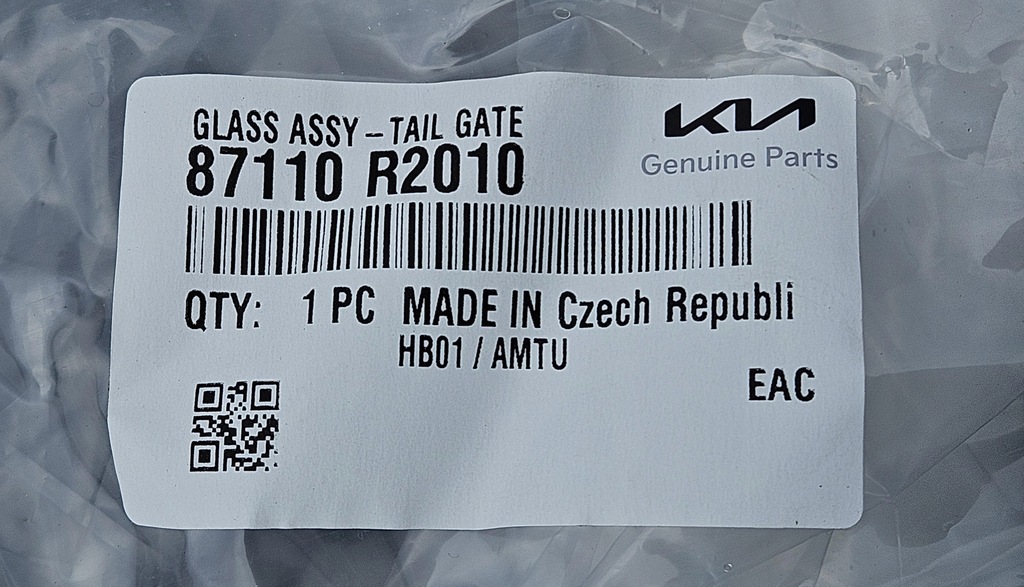 GLASS ASSY – TAIL GATE
87110 R2010
KIA
Genuine Parts
QTY: 1 PC MADE IN Czech Republi
HB01 / AMTU
EAC